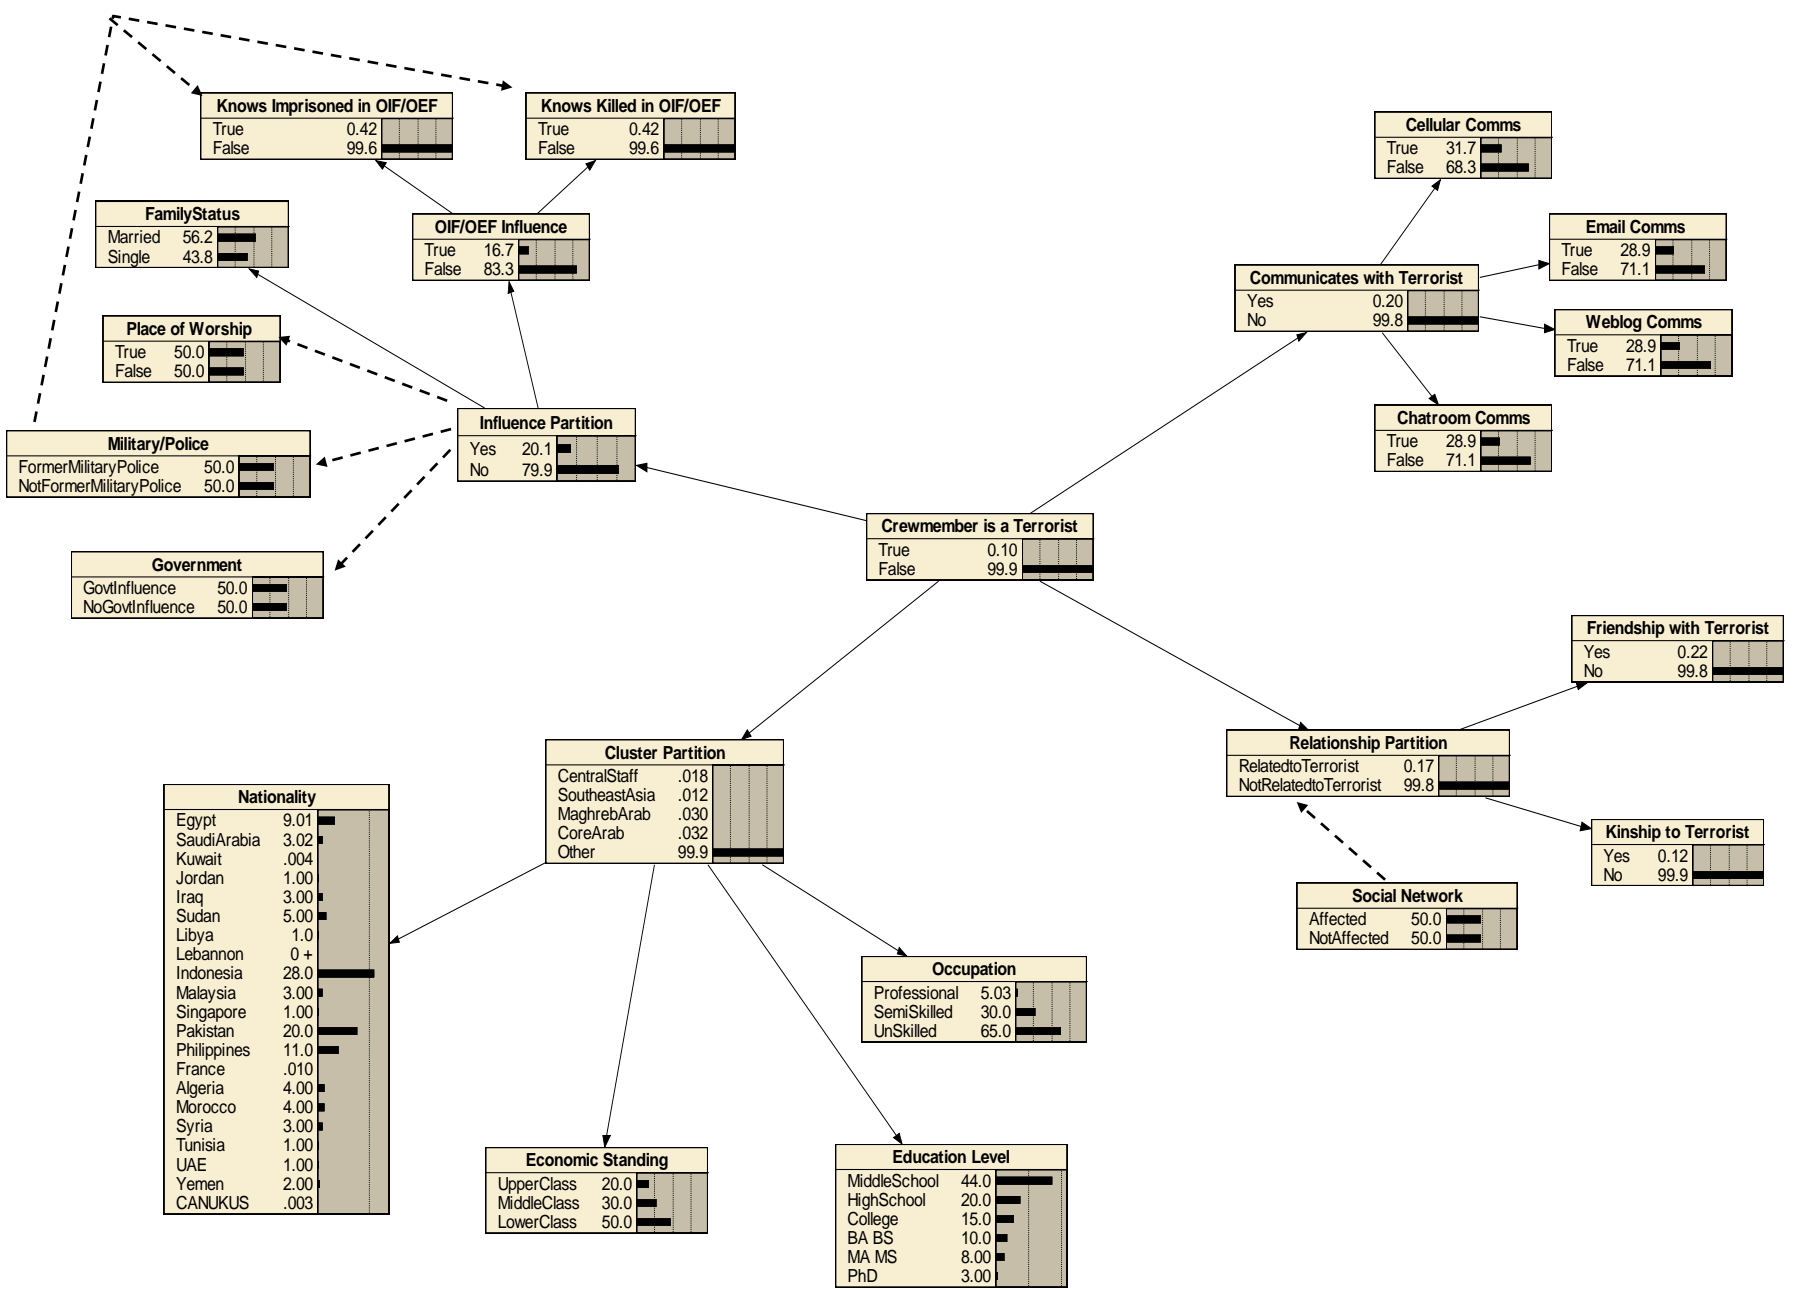 Knows Imprisoned in OIF/OEF
True 0.42
False 99.6
Knows Killed in OIF/OEF
True 0.42
False 99.6
Cellular Comms
True 31.7
False 68.3
FamilyStatus
Married 56.2
Single 43.8
OIF/OEF Influence
True 16.7
False 83.3
Email Comms
True 28.9
False 71.1
Communicates with Terrorist
Yes 0.20
No 99.8
Place of Worship
True 50.0
False 50.0
Weblog Comms
True 28.9
False 71.1
Influence Partition
Yes 20.1
No 79.9
Chatroom Comms
True 28.9
False 71.1
Military/Police
FormerMilitaryPolice 50.0
NotFormerMilitaryPolice 50.0
Crewmember is a Terrorist
True 0.10
False 99.9
Government
GovtInfluence 50.0
NoGovtInfluence 50.0
Friendship with Terrorist
Yes 0.22
No 99.8
Cluster Partition
CentralStaff .018
SoutheastAsia .012
MaghrebArab .030
CoreArab .032
Other 99.9
Relationship Partition
RelatedtoTerrorist 0.17
NotRelatedtoTerrorist 99.8
Nationality
Egypt 9.01
SaudiArabia 3.02
Kuwait .004
Jordan 1.00
Iraq 3.00
Sudan 5.00
Libya 1.0
Lebannon 0 +
Indonesia 28.0
Malaysia 3.00
Singapore 1.00
Pakistan 20.0
Philippines 11.0
France .010
Algeria 4.00
Morocco 4.00
Syria 3.00
Tunisia 1.00
UAE 1.00
Yemen 2.00
CANUKUS .003
Kinship to Terrorist
Yes 0.12
No 99.9
Social Network
Affected 50.0
NotAffected 50.0
Occupation
Professional 5.03
SemiSkilled 30.0
UnSkilled 65.0
Economic Standing
UpperClass 20.0
MiddleClass 30.0
LowerClass 50.0
Education Level
MiddleSchool 44.0
HighSchool 20.0
College 15.0
BA BS 10.0
MA MS 8.00
PhD 3.00